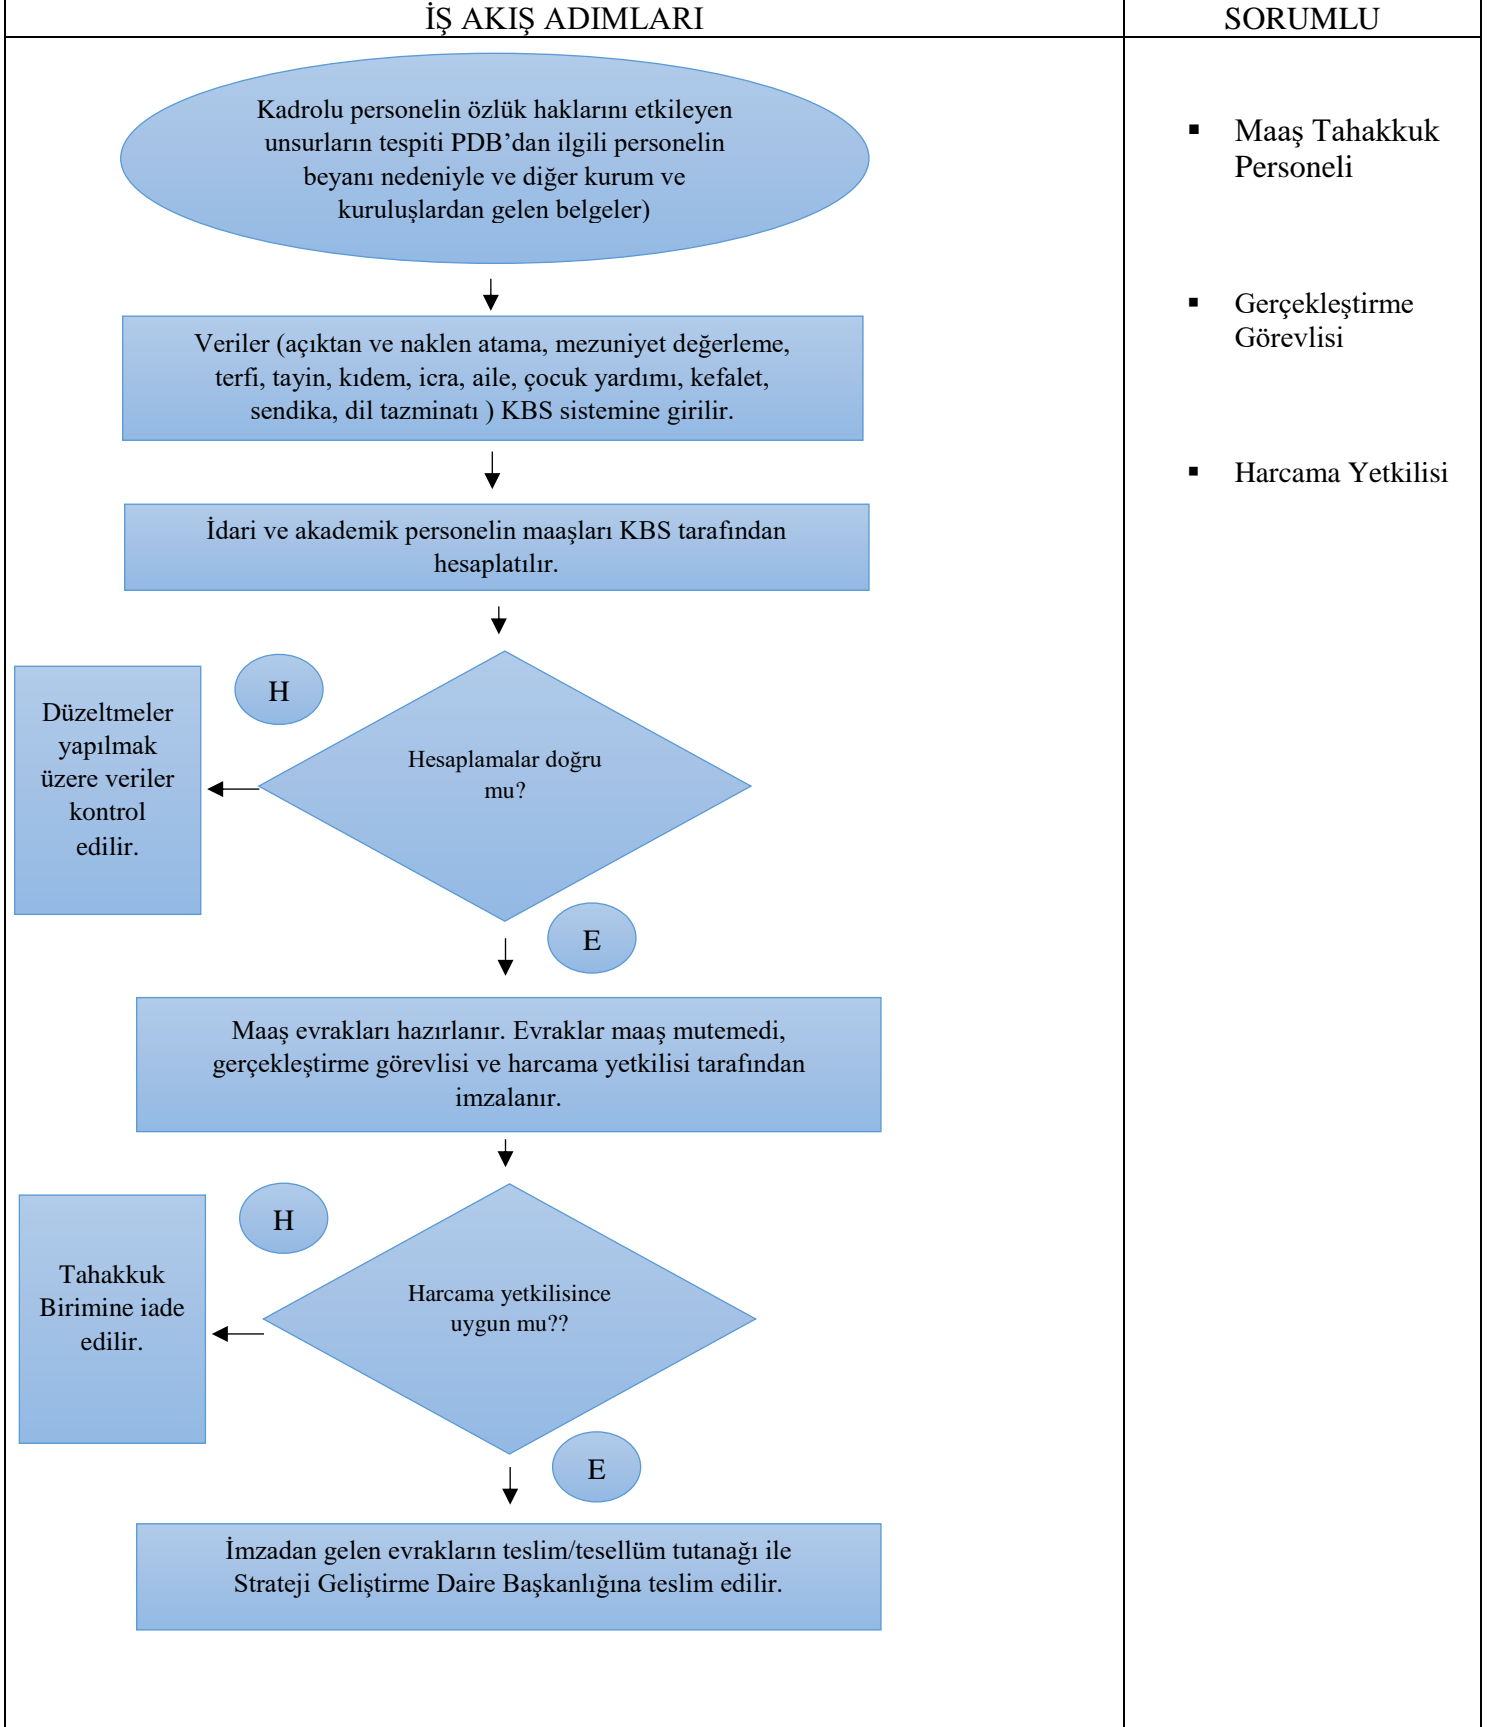 İŞ AKIŞ ADIMLARI
SORUMLU
Kadrolu personelin özlük haklarını etkileyen
unsurların tespiti PDB’dan ilgili personelin
beyanı nedeniyle ve diğer kurum ve
kuruluşlardan gelen belgeler)
Veriler (açıktan ve naklen atama, mezuniyet değerleme,
terfi, tayin, kıdem, icra, aile, çocuk yardımı, kefalet,
sendika, dil tazminatı ) KBS sistemine girilir.
İdari ve akademik personelin maaşları KBS tarafından
hesaplatılır.
H
Düzeltmeler
yapılmak
üzere veriler
kontrol
edilir.
Hesaplamalar doğru
mu?
E
Maaş evrakları hazırlanır. Evraklar maaş mutemedi,
gerçekleştirme görevlisi ve harcama yetkilisi tarafından
imzalanır.
H
Tahakkuk
Birimine iade
edilir.
Harcama yetkilisince
uygun mu??
E
İmzadan gelen evrakların teslim/tesellüm tutanağı ile
Strateji Geliştirme Daire Başkanlığına teslim edilir.
▪ Maaş Tahakkuk
Personeli
▪ Gerçekleştirme
Görevlisi
▪ Harcama Yetkilisi